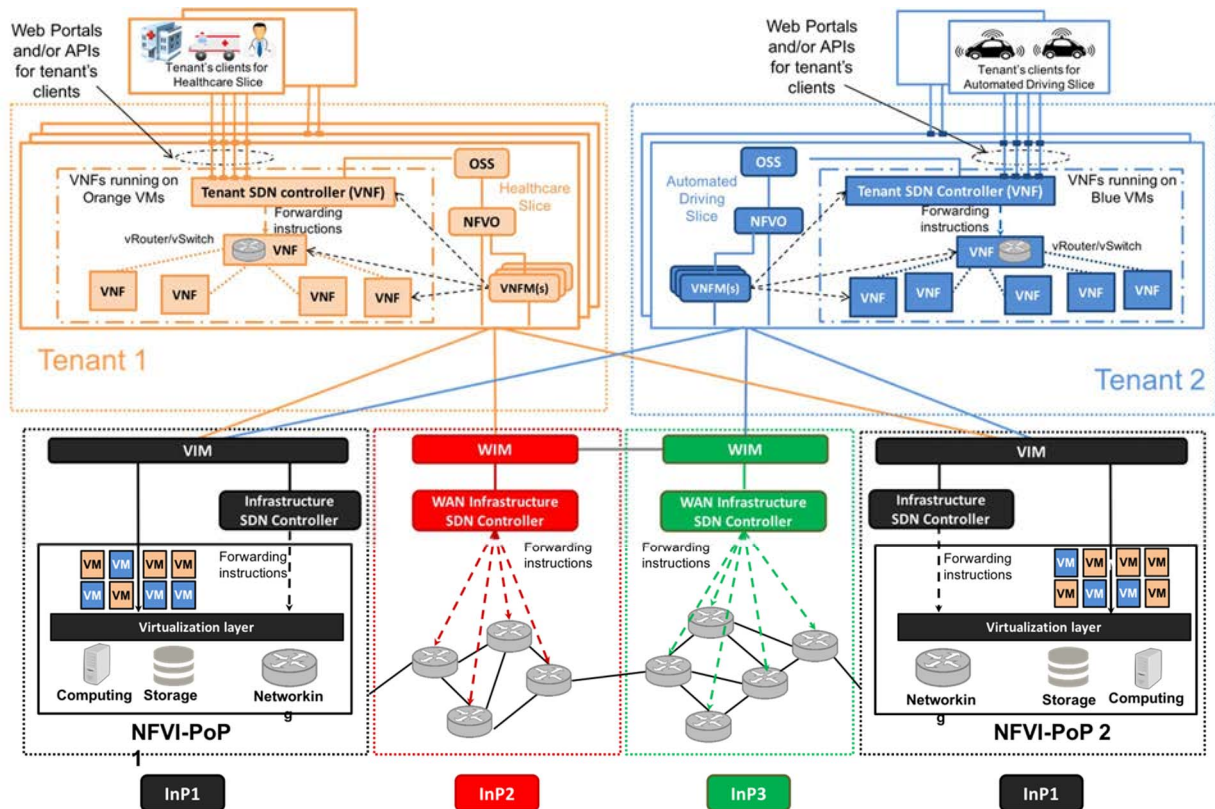 Web Portals
and/or APIs
for tenant's
clients
Tenant's clients for
Healthcare Slice
Web Portals
and/or APIs
for tenant's
clients
Tenant's clients for
Automated Driving Slice
VNFs running on
Orange VMs
Tenant SDN controller (VNF)
Forwarding
instructions
vRouter/vSwitch
VNF
VNF
VNF
VNF
VNF
OSS
Healthcare
Slice
NFVO
VNFM(s)
Tenant 1
OSS
Automated
Driving
Slice
NFVO
VNFM(s)
Tenant SDN Controller (VNF)
VNFs running on
Blue VMs
Forwarding
instructions
VNF
vRouter/vSwitch
VNF
VNF
VNF
VNF
VNF
Tenant 2
VIM
Infrastructure
SDN Controller
Forwarding
instructions
VM VM VM VM
VM VM VM VM
Virtualization layer
Computing
Storage
Networkin
g
NFVI-PoP
1
InP1
WIM
WAN Infrastructure
SDN Controller
Forwarding
instructions
InP2
WIM
WAN Infrastructure
SDN Controller
Forwarding
instructions
InP3
VIM
Infrastructure
SDN Controller
Forwarding
instructions
VM VM VM VM
VM VM VM VM
Virtualization layer
Networkin
g
Storage
Computing
NFVI-PoP 2
InP1